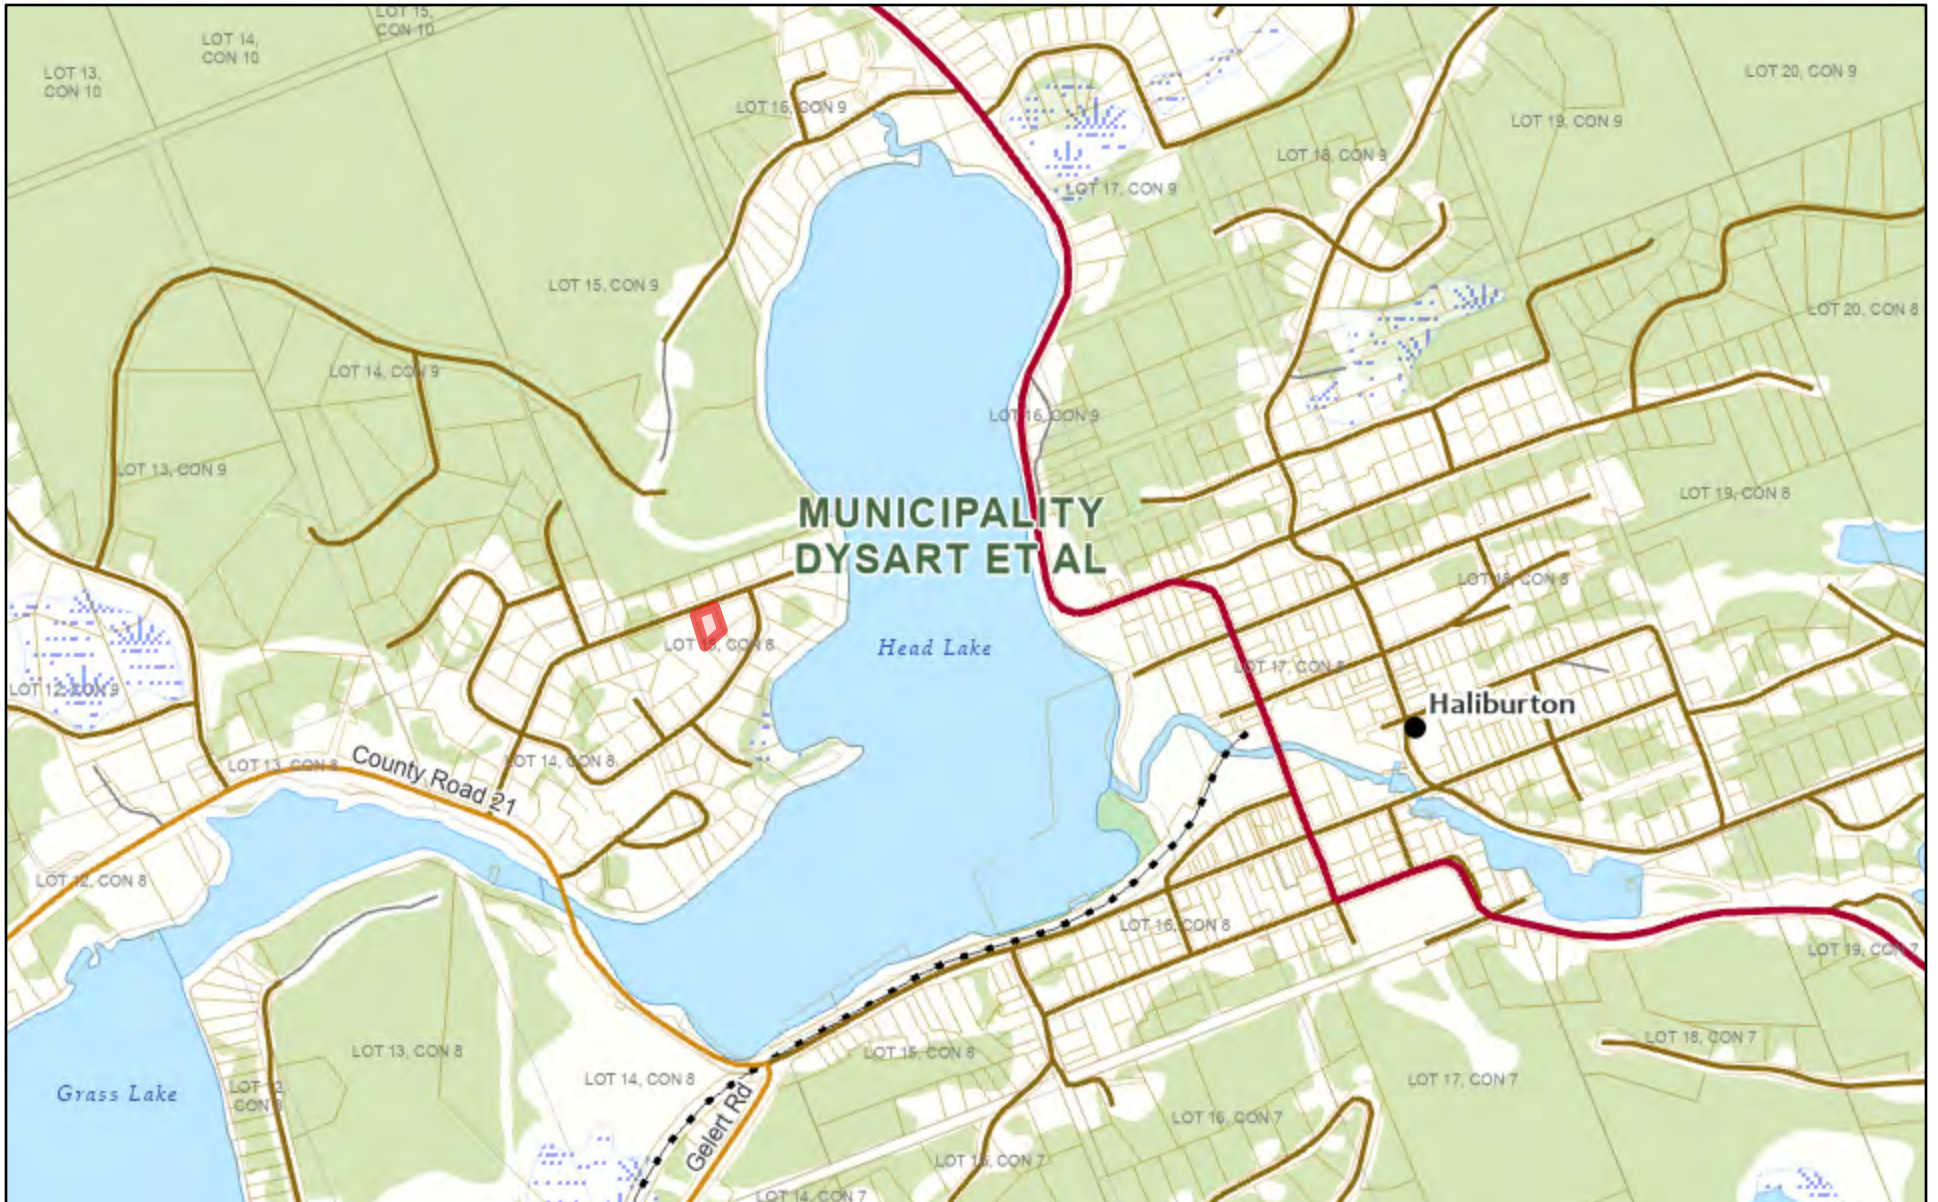 LOT 15,
CON 10
LOT 14,
CON 10
LOT 13,
CON 10
LOT 20, CON 9
LOT 16, CON 9
LOT 19, CON 9
LOT 18, CON 9
LOT 17, CON 9
LOT 15, CON 9
LOT 20, CON 8
LOT 14, CON 9
LOT 16, CON 9
LOT 13, CON 9
LOT 19, CON 8
MUNICIPALITY
DYSART ET AL
LOT 18, CON 8
LOT 15, CON 8
Head Lake
LOT 17, CON 8
LOT 12, CON 9
Haliburton
County Road 21
LOT 13, CON 8
LOT 14, CON 8
LOT 12, CON 8
LOT 16, CON 8
LOT 19, CON 7
LOT 18, CON 7
LOT 13, CON 8
LOT 15, CON 8
LOT 14, CON 8
LOT 17, CON 7
Grass Lake
LOT 12,
CON 8
Gelert Rd
LOT 16, CON 7
LOT 15, CON 7
LOT 14, CON 7